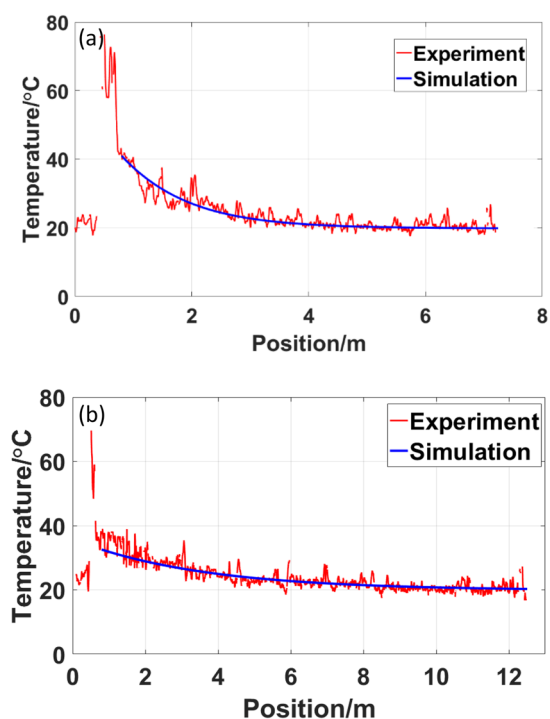 (a)
Experiment
Simulation
Temperature/°C
80
60
40
20
0
0 2 4 6 8
Position/m
(b)
Experiment
Simulation
Temperature/°C
80
60
40
20
0
0 2 4 6 8 10 12
Position/m